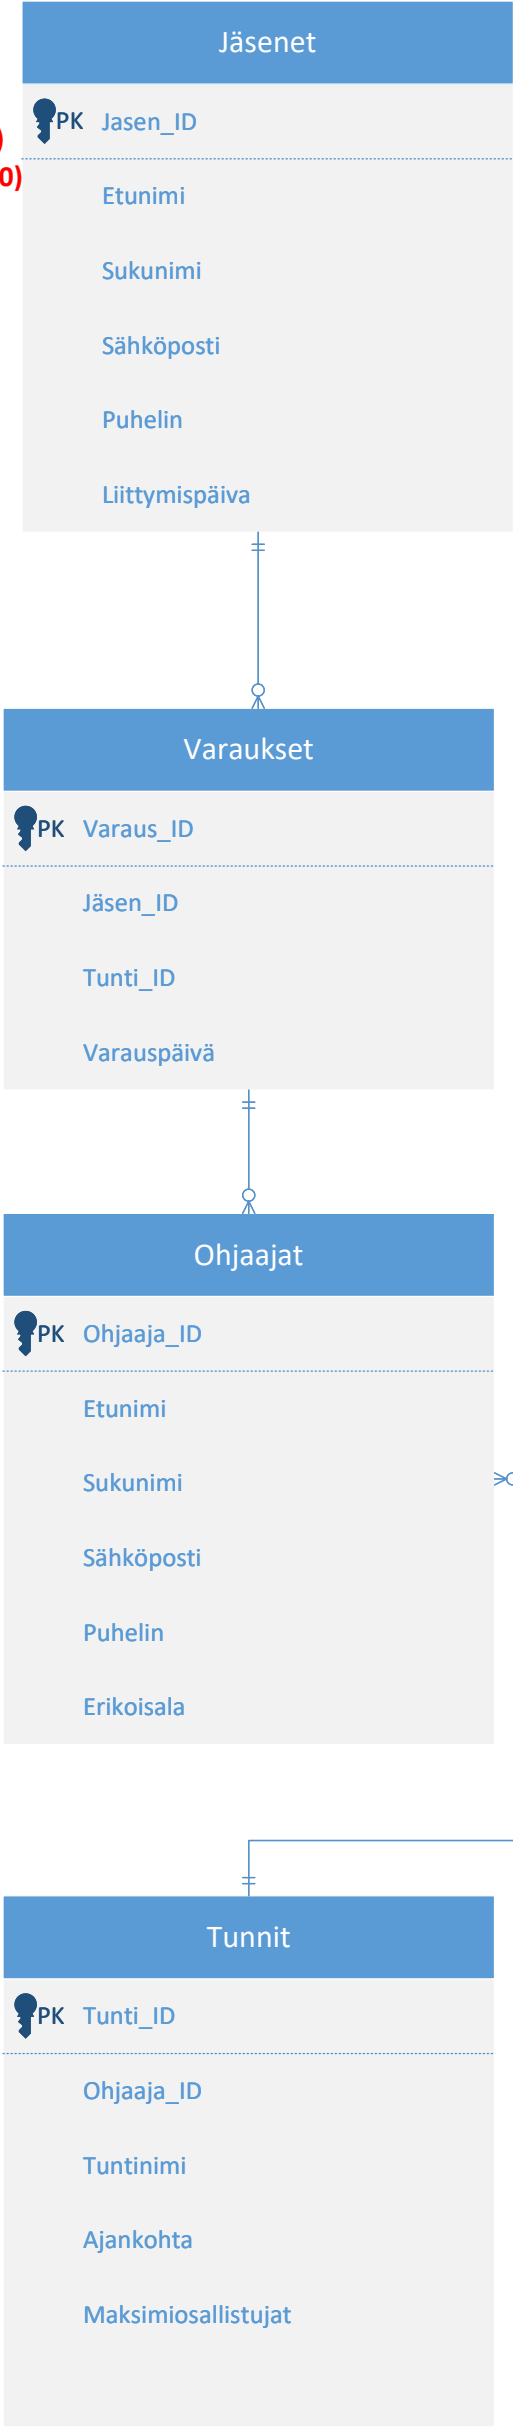 Jäsenet
PK Jasen_ID
)
0)
Etunimi
Sukunimi
Sähköposti
Puhelin
Liittymispäiva
Varaukset
PK Varaus_ID
Jäsen_ID
Tunti_ID
Varauspäivä
Ohjaajat
PK Ohjaaja_ID
Etunimi
Sukunimi
Sähköposti
Puhelin
Erikoisala
Tunnit
PK Tunti_ID
Ohjaaja_ID
Tuntinimi
Ajankohta
Maksimiosallistujat